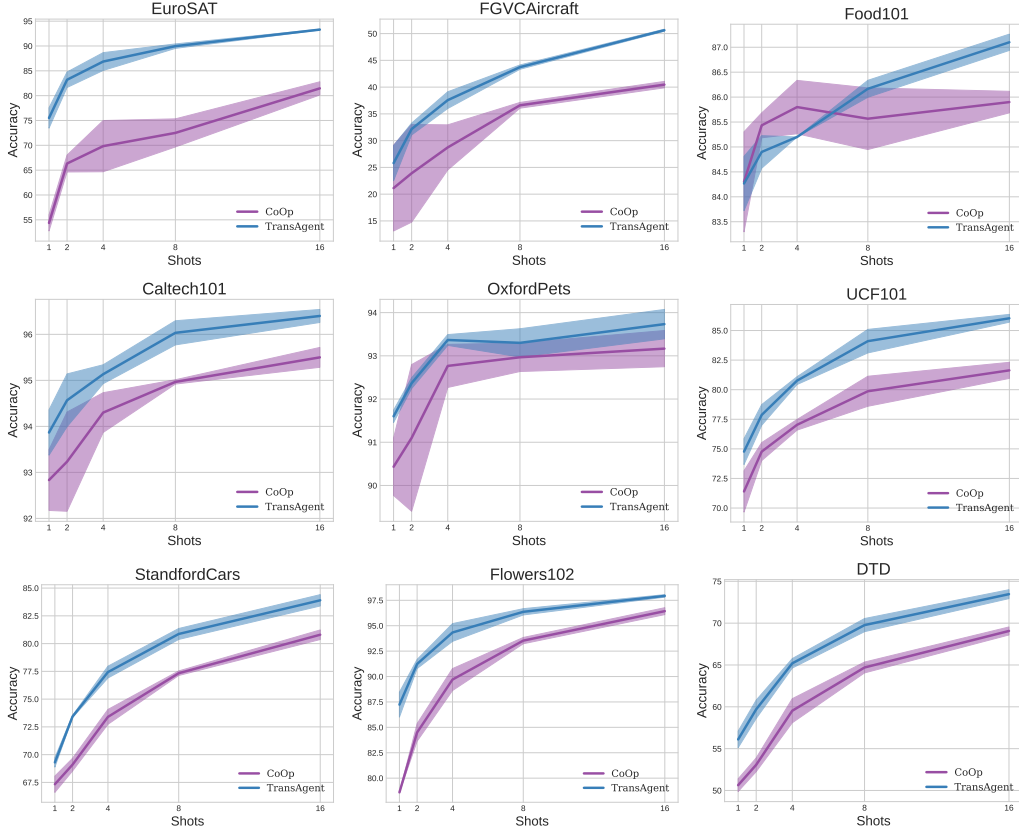 EuroSAT
Accuracy
95
90
85
80
75
70
65
60
55
1 2 4 8 16
Shots
CoOp
TransAgent
FGVCAircraft
Accuracy
50
45
40
35
30
25
20
15
1 2 4 8 16
Shots
CoOp
TransAgent
Food101
Accuracy
87.0
86.5
86.0
85.5
85.0
84.5
84.0
83.5
1 2 4 8 16
Shots
CoOp
TransAgent
Caltech101
Accuracy
96
95
94
93
92
1 2 4 8 16
Shots
CoOp
TransAgent
OxfordPets
Accuracy
94
93
92
91
90
1 2 4 8 16
Shots
CoOp
TransAgent
UCF101
Accuracy
85.0
82.5
80.0
77.5
75.0
72.5
70.0
1 2 4 8 16
Shots
CoOp
TransAgent
StandfordCars
Accuracy
85.0
82.5
80.0
77.5
75.0
72.5
70.0
67.5
1 2 4 8 16
Shots
CoOp
TransAgent
Flowers102
Accuracy
97.5
95.0
92.5
90.0
87.5
85.0
82.5
80.0
1 2 4 8 16
Shots
CoOp
TransAgent
DTD
Accuracy
75
70
65
60
55
50
1 2 4 8 16
Shots
CoOp
TransAgent